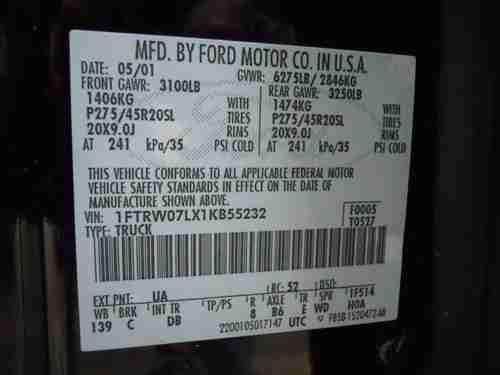 MFD. BY FORD MOTOR CO. IN U.S.A.
DATE: 05/01 GVWR: 6275LB/ 2846KG
FRONT GAWR: 3100LB REAR GAWR: 3250LB
1406KG WITH 1474KG WITH
P275/45R20SL TIRES P275/45R20SL TIRES
20X9.0J RIMS 20X9.0J RIMS
AT 241 kPa/35 PSI COLD AT 241 kPa/35 PSI COLD
THIS VEHICLE CONFORMS TO ALL APPLICABLE FEDERAL MOTOR
VEHICLE SAFETY STANDARDS IN EFFECT ON THE DATE OF
MANUFACTURE SHOWN ABOVE.
VIN: 1FTRW07LX1KB55232 F0005
TYPE: TRUCK T0527
EXT PNT: UA RC: 52 DSO:
WB BRK INT TR TP/PS R AXLE TR SPR 1F514
139 C DB 8 B6 E WD H0A
2200105017147 UTC